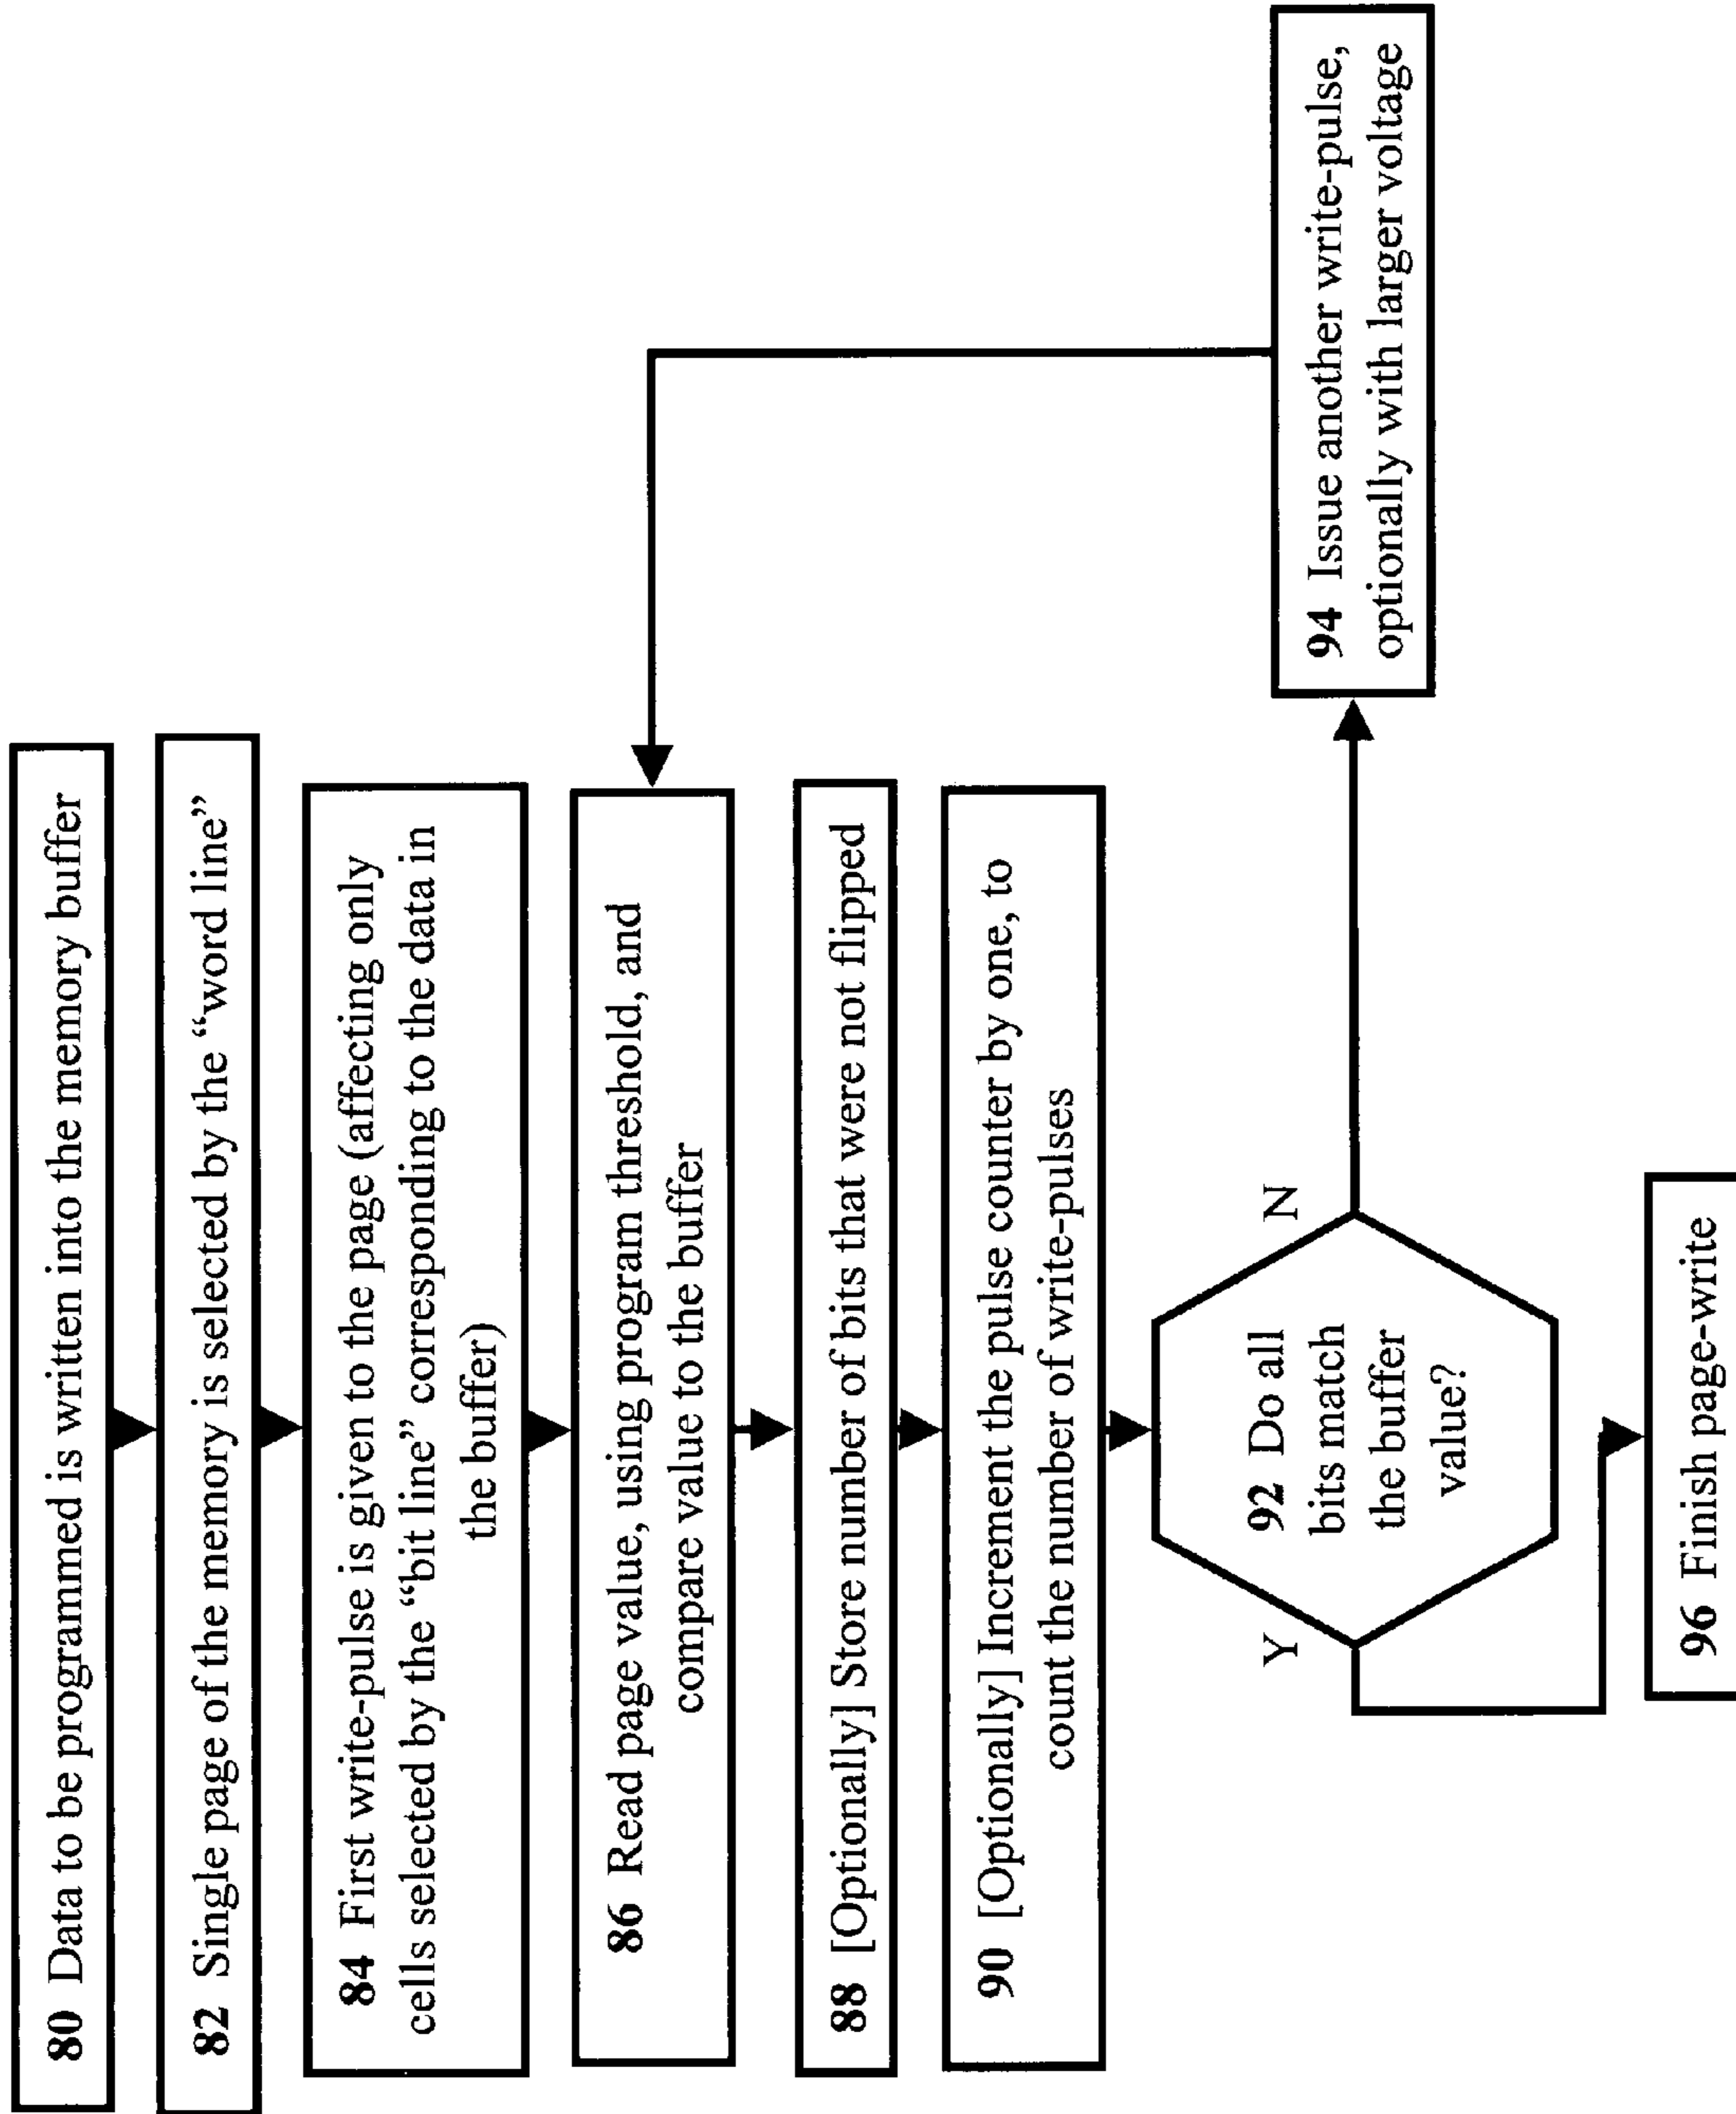 80 Data to be programmed is written into the memory buffer
82 Single page of the memory is selected by the “word line”
84 First write-pulse is given to the page (affecting only
cells selected by the “bit line” corresponding to the data in
the buffer)
86 Read page value, using program threshold, and
compare value to the buffer
88 [Optionally] Store number of bits that were not flipped
90 [Optionally] Increment the pulse counter by one, to
count the number of write-pulses
92 Do all
bits match
the buffer
value?
Y
N
94 Issue another write-pulse,
optionally with larger voltage
96 Finish page-write